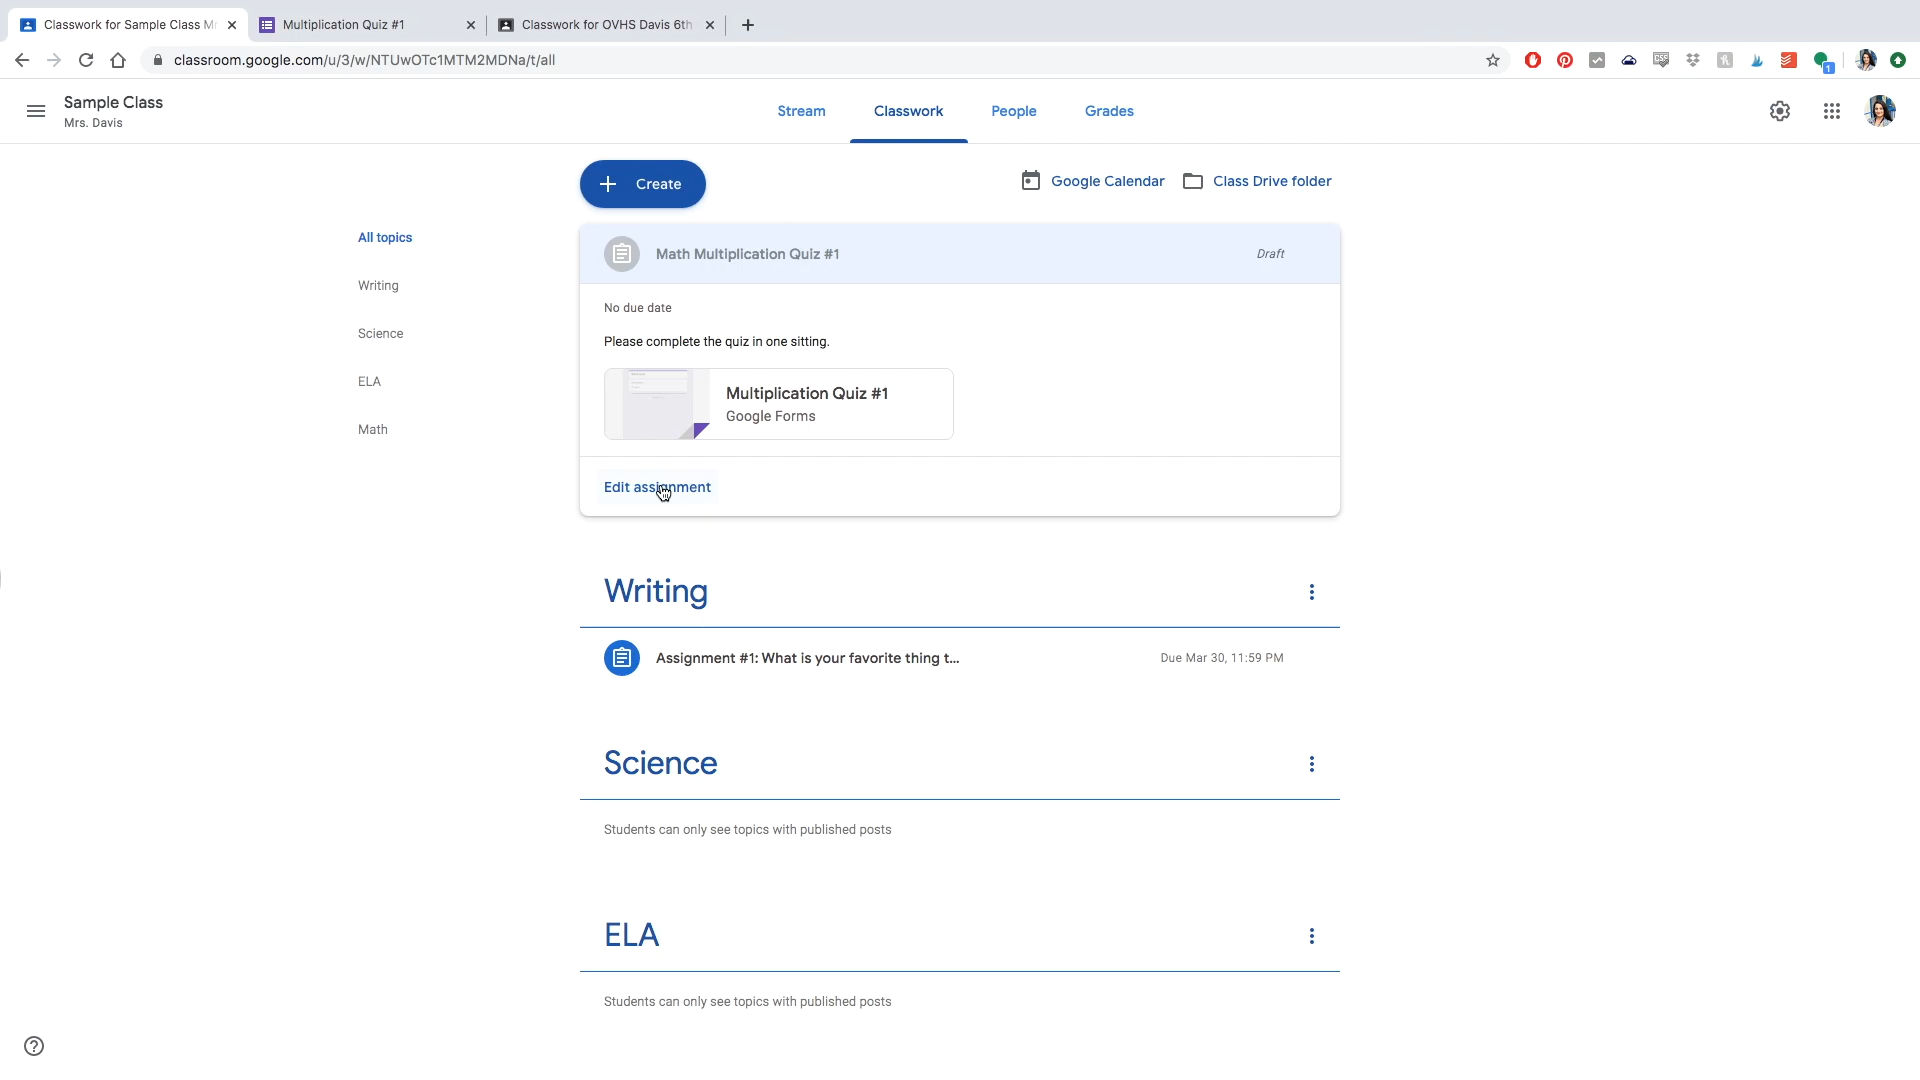 Classwork for Sample Class Mr
Multiplication Quiz #1
Classwork for OVHS Davis 6th
classroom.google.com/u/3/w/NTUwOTc1MTM2MDNa/t/all
CSS
1
Sample Class
Mrs. Davis
Stream
Classwork
People
Grades
Create
Google Calendar
Class Drive folder
All topics
Writing
Science
ELA
Math
Math Multiplication Quiz #1
Draft
No due date
Please complete the quiz in one sitting.
Multiplication Quiz #1
Google Forms
Edit assignment
Writing
Assignment #1: What is your favorite thing t...
Due Mar 30, 11:59 PM
Science
Students can only see topics with published posts
ELA
Students can only see topics with published posts